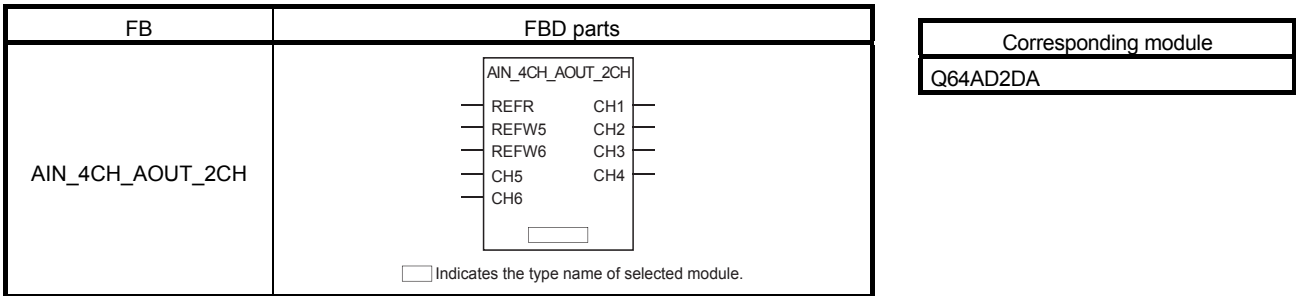 FB FBD parts
AIN_4CH_AOUT_2CH
AIN_4CH_AOUT_2CH
REFR CH1
REFW5 CH2
REFW6 CH3
CH5 CH4
CH6
Indicates the type name of selected module.
Corresponding module
Q64AD2DA